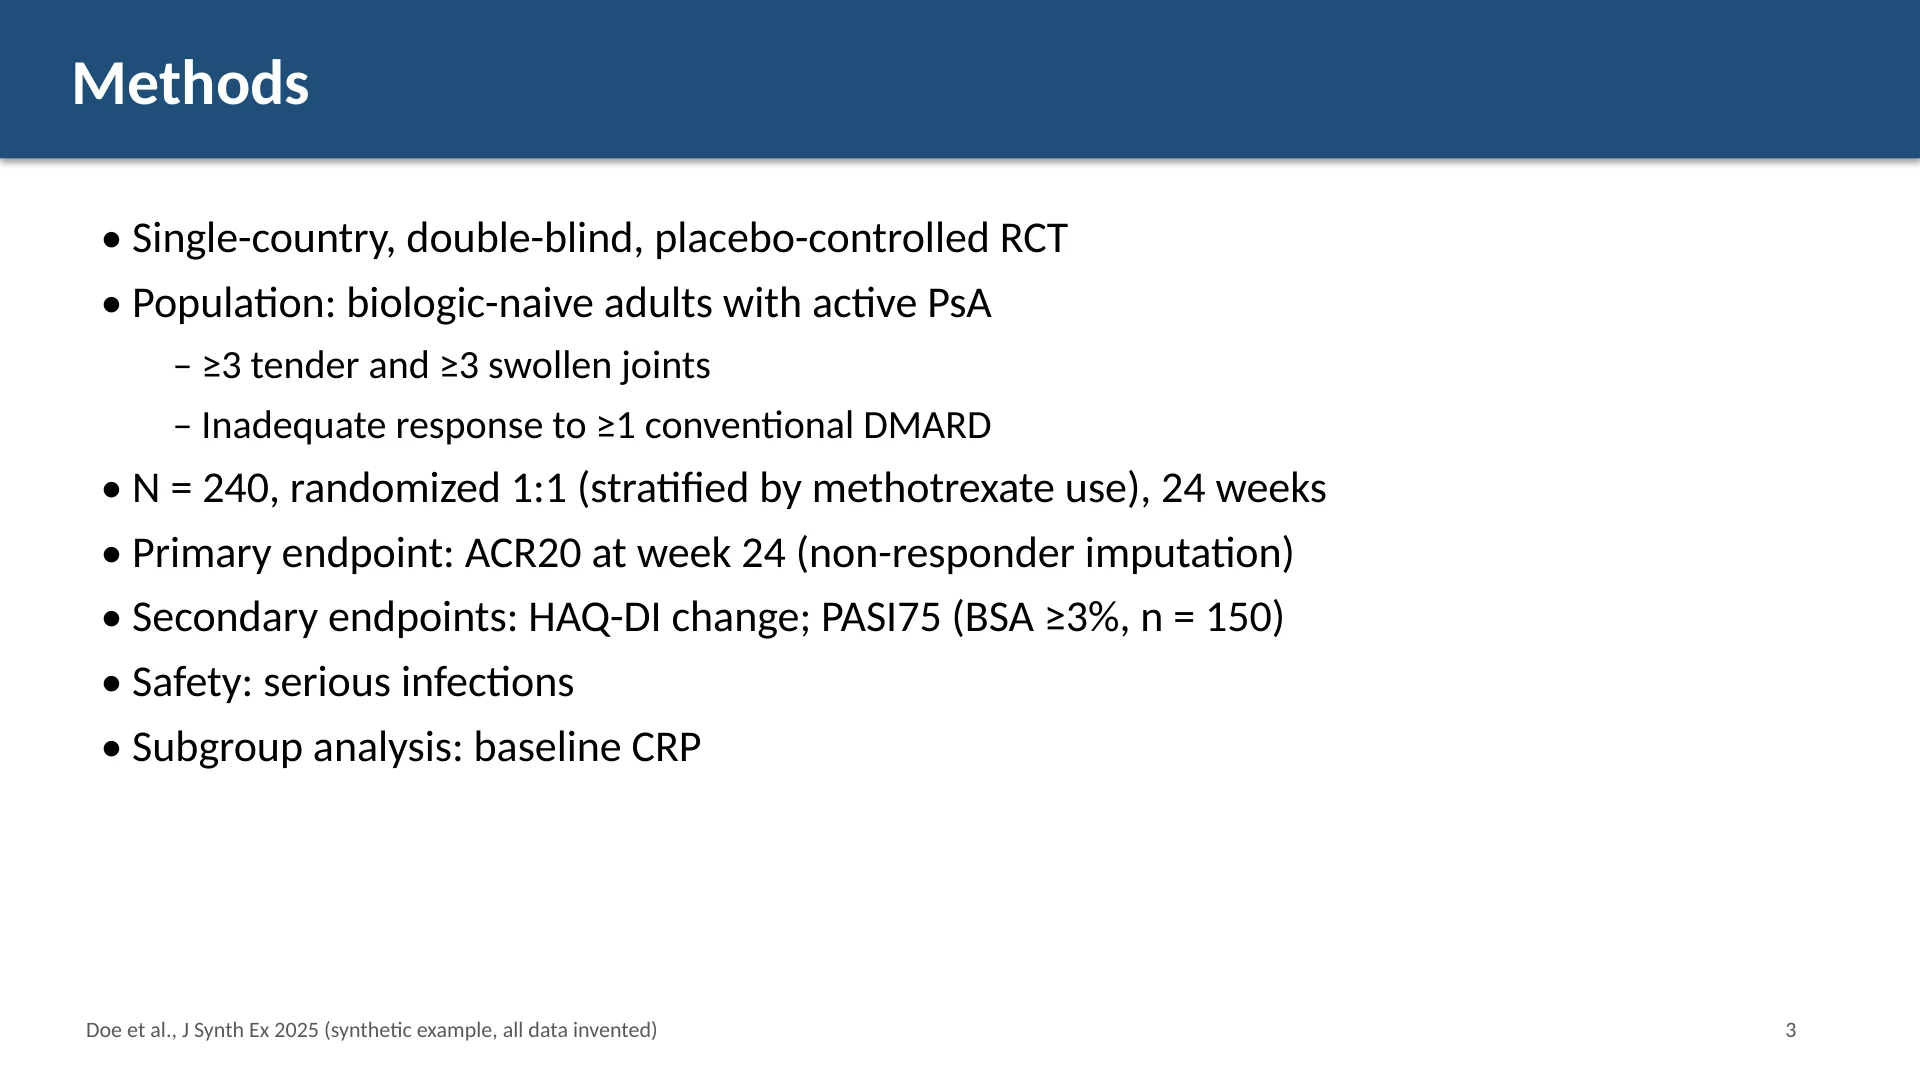 Methods
• Single-country, double-blind, placebo-controlled RCT
• Population: biologic-naive adults with active PsA
– ≥3 tender and ≥3 swollen joints
– Inadequate response to ≥1 conventional DMARD
• N = 240, randomized 1:1 (stratified by methotrexate use), 24 weeks
• Primary endpoint: ACR20 at week 24 (non-responder imputation)
• Secondary endpoints: HAQ-DI change; PASI75 (BSA ≥3%, n = 150)
• Safety: serious infections
• Subgroup analysis: baseline CRP
Doe et al., J Synth Ex 2025 (synthetic example, all data invented)
3